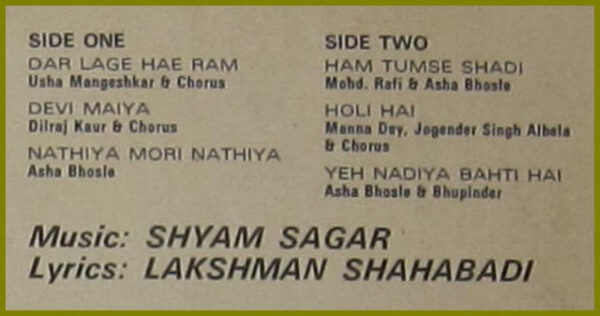 SIDE ONE
DAR LAGE HAE RAM
Usha Mangeshkar & Chorus
DEVI MAIYA
Dilraj Kaur & Chorus
NATHIYA MORI NATHIYA
Asha Bhosle
SIDE TWO
HAM TUMSE SHADI
Mohd. Rafi & Asha Bhosle
HOLI HAI
Manna Dey, Jogender Singh Albela
& Chorus
YEH NADIYA BAHTI HAI
Asha Bhosle & Bhupinder
Music: SHYAM SAGAR
Lyrics: LAKSHMAN SHAHABADI